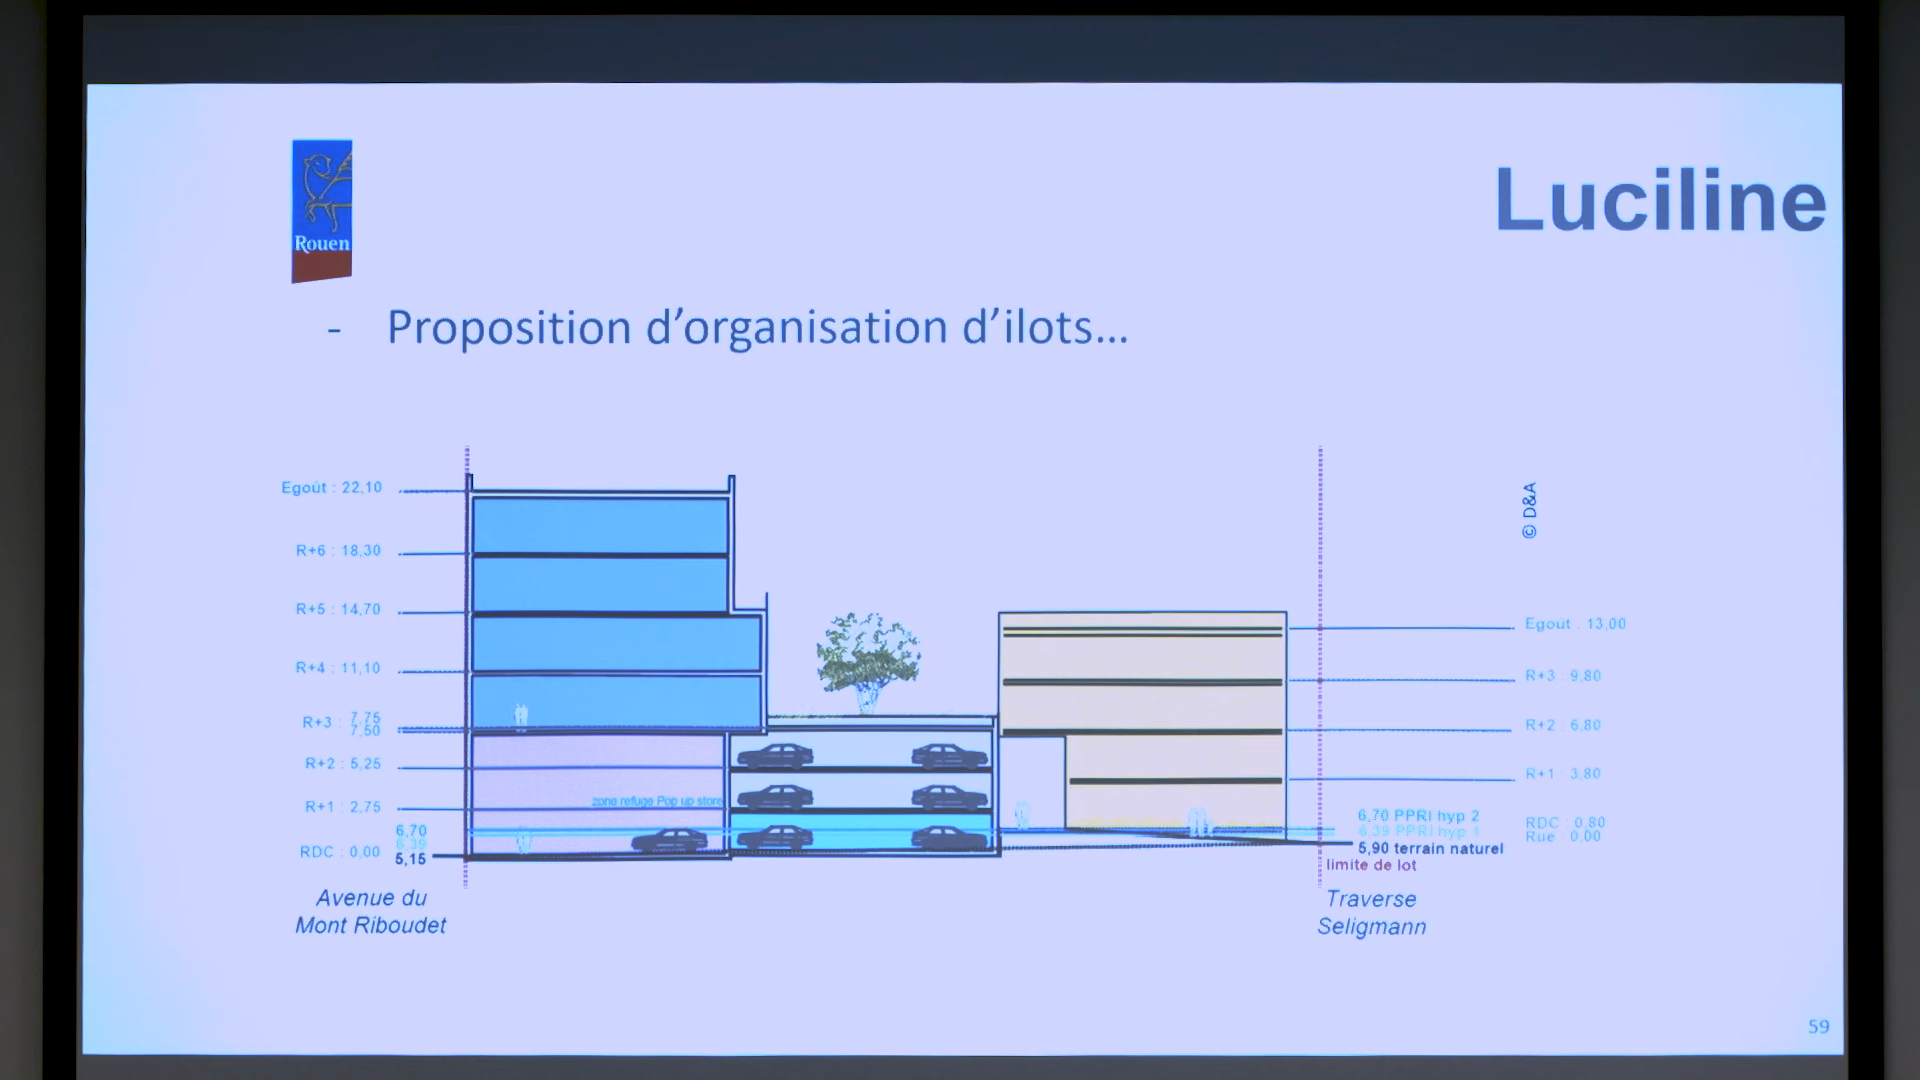 Rouen
Luciline
- Proposition d'organisation d'ilots...
© D&A
Egoût : 22,10
R+6 : 18,30
R+5 : 14,70
R+4 : 11,10
R+3 : 7,75
7,50
R+2 : 5,25
R+1 : 2,75
6,70
6,39
RDC : 0,00
5,15
zone refuge Pop up store
Egout : 13,00
R+3 : 9,80
R+2 : 6,80
R+1 : 3,80
6,70 PPRI hyp 2
6,39 PPRI hyp 1
RDC : 0,80
Rue : 0,00
5,90 terrain naturel
limite de lot
Avenue du
Mont Riboudet
Traverse
Seligmann
59